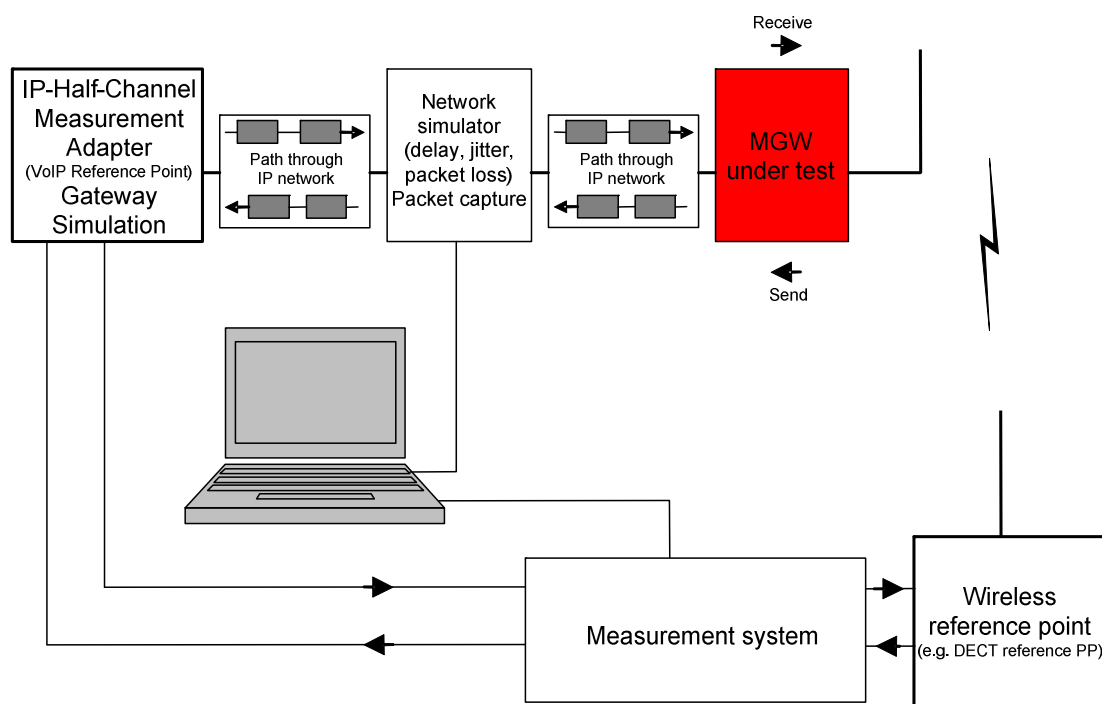 Receive
IP-Half-Channel
Measurement
Adapter
(VoIP Reference Point)
Gateway
Simulation
Path through
IP network
Network
simulator
(delay, jitter,
packet loss)
Packet capture
Path through
IP network
MGW
under test
Send
Measurement system
Wireless
reference point
(e.g. DECT reference PP)